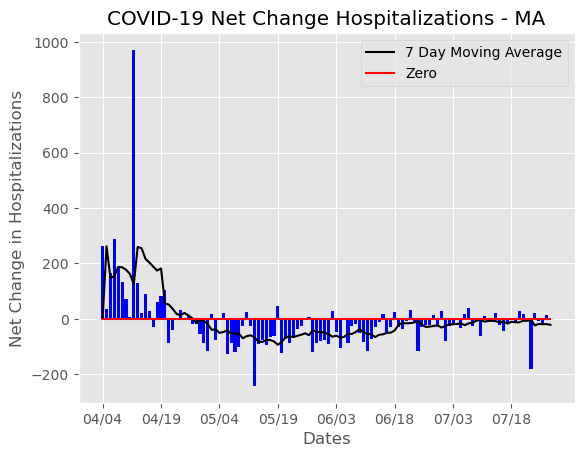 COVID-19 Net Change Hospitalizations - MA
1000
800
600
400
200
0
−200
Net Change in Hospitalizations
7 Day Moving Average
Zero
04/04 04/19 05/04 05/19 06/03 06/18 07/03 07/18
Dates